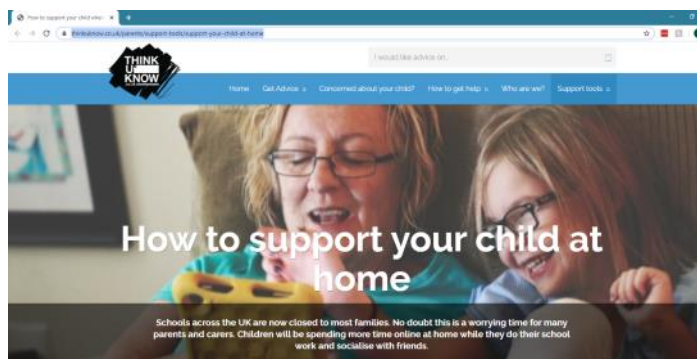 How to support your child when
thinkuknow.co.uk/parents/support-tools/support-your-child-at-home
THINK
U
KNOW
I would like advice on...
Home Get Advice Concerned about your child? How to get help Who are we? Support tools
How to support your child at
home
Schools across the UK are now closed to most families. No doubt this is a worrying time for many
parents and carers. Children will be spending more time online at home while they do their school
work and socialise with friends.